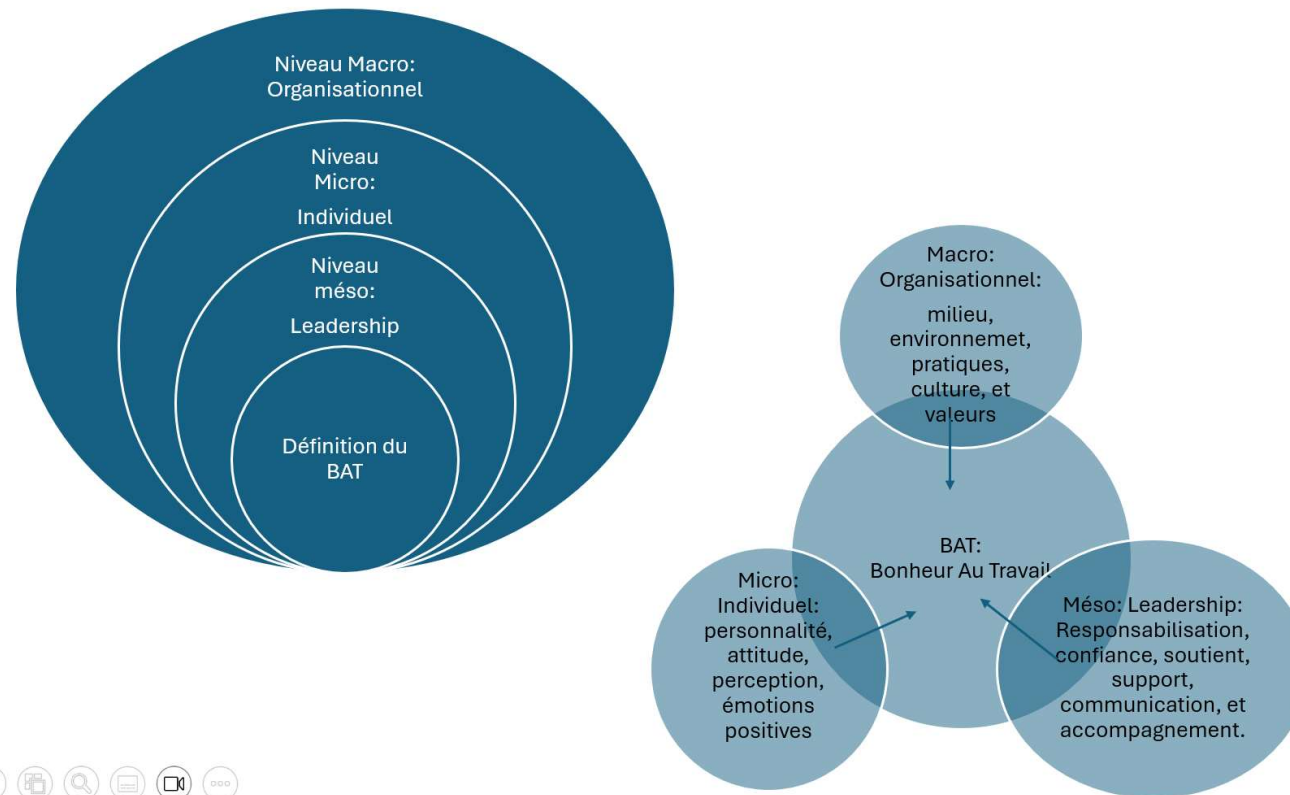 Niveau Macro:
Organisationnel
Niveau
Micro:
Individuel
Niveau
méso:
Leadership
Définition du
BAT
Macro:
Organisationnel:
milieu,
environnemet,
pratiques,
culture, et
valeurs
BAT:
Bonheur Au Travail
Micro:
Individuel:
personnalité,
attitude,
perception,
émotions
positives
Méso: Leadership:
Responsabilisation,
confiance, soutient,
support,
communication, et
accompagnement.